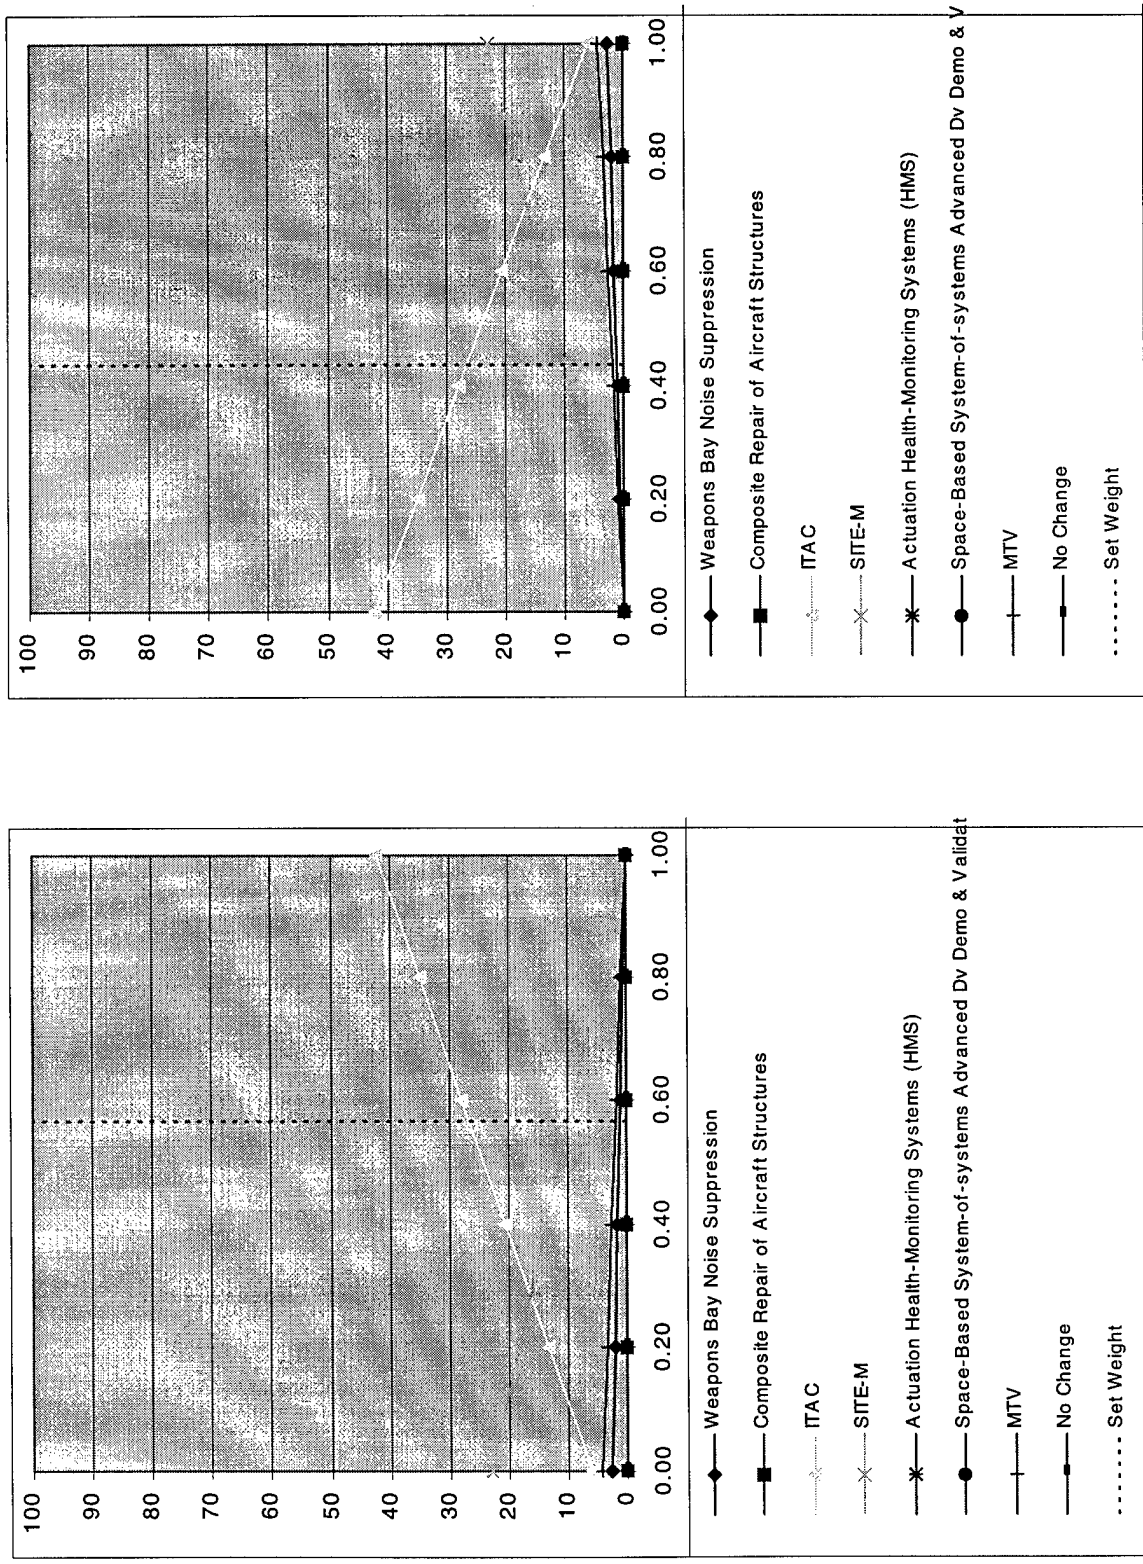 100
90
80
70
60
50
40
30
20
10
0
0.00 0.20 0.40 0.60 0.80 1.00
Weapons Bay Noise Suppression
Composite Repair of Aircraft Structures
ITAC
SITE-M
Actuation Health-Monitoring Systems (HMS)
Space-Based System-of-systems Advanced Dv Demo & Validat
MTV
No Change
Set Weight
100
90
80
70
60
50
40
30
20
10
0
0.00 0.20 0.40 0.60 0.80 1.00
Weapons Bay Noise Suppression
Composite Repair of Aircraft Structures
ITAC
SITE-M
Actuation Health-Monitoring Systems (HMS)
Space-Based System-of-systems Advanced Dv Demo & V
MTV
No Change
Set Weight